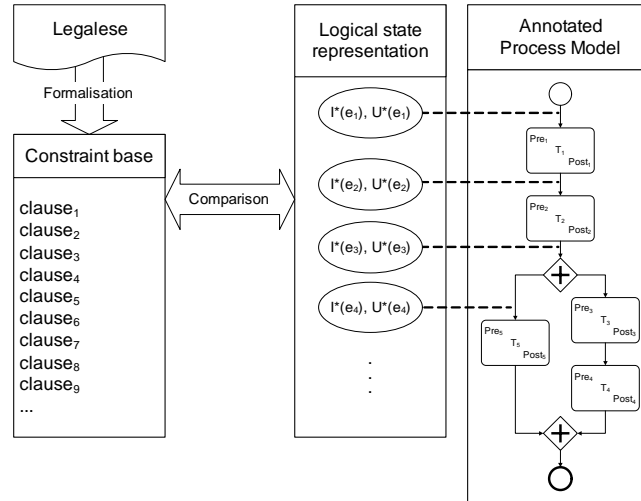 Legalese
Formalisation
Constraint base
clause₁
clause₂
clause₃
clause₄
clause₅
clause₆
clause₇
clause₈
clause₉
...
Comparison
Logical state
representation
I*(e₁), U*(e₁)
I*(e₂), U*(e₂)
I*(e₃), U*(e₃)
I*(e₄), U*(e₄)
.
.
.
Annotated
Process Model
Pre₁
T₁
Post₁
Pre₂
T₂
Post₂
Pre₃
T₃
Post₃
Pre₅
T₅
Post₅
Pre₄
T₄
Post₄